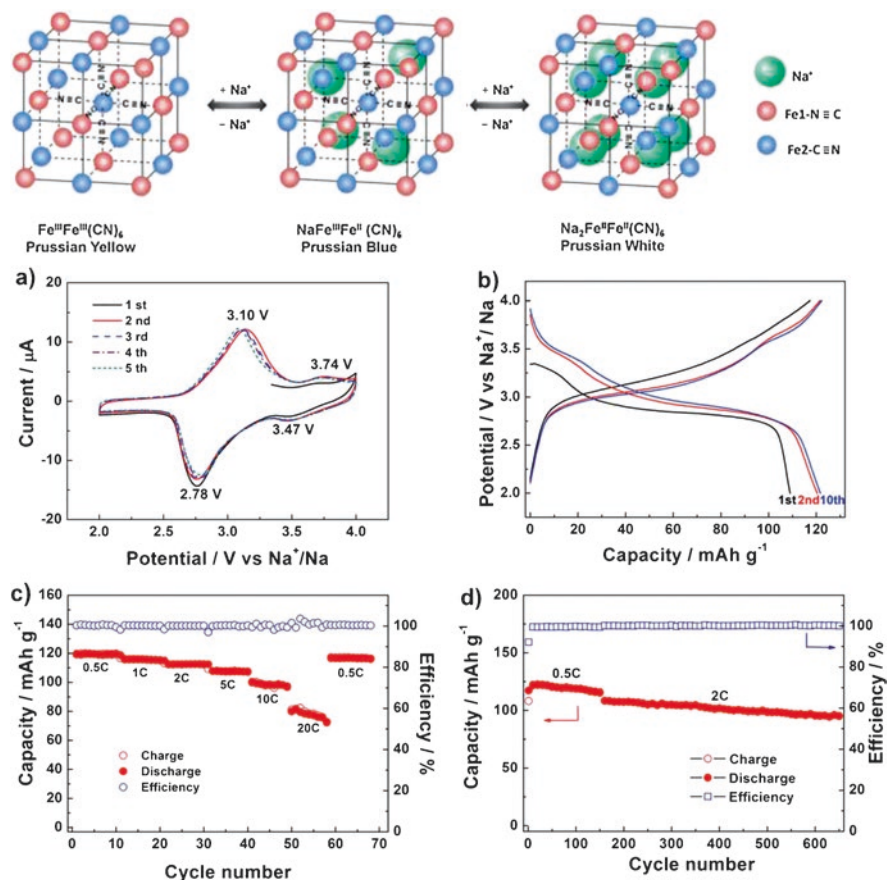 + Na⁺
− Na⁺
+ Na⁺
− Na⁺
N≡C
C≡N
C≡N
C≡N
N≡C
C≡N
C≡N
C≡N
N≡C
C≡N
C≡N
C≡N
Na⁺
Fe1-N ≡ C
Fe2-C ≡N
FeᴵᴵᴵFeᴵᴵᴵ(CN)₆
Prussian Yellow
NaFeᴵᴵᴵFeᴵᴵ (CN)₆
Prussian Blue
Na₂FeᴵᴵFeᴵᴵ(CN)₆
Prussian White
a)
20
10
0
-10
-20
Current / μA
1 st
2 nd
3 rd
4 th
5 th
3.10 V
3.74 V
3.47 V
2.78 V
2.0 2.5 3.0 3.5 4.0
Potential / V vs Na⁺/Na
b)
4.0
3.5
3.0
2.5
2.0
Potential / V vs Na⁺/ Na
1st 2nd 10th
0 20 40 60 80 100 120
Capacity / mAh g⁻¹
c)
160
140
120
100
80
60
40
20
0
Capacity / mAh g⁻¹
0.5C
1C
2C
5C
10C
20C
0.5C
Charge
Discharge
Efficiency
100
80
60
40
20
0
Efficiency / %
0 10 20 30 40 50 60 70
Cycle number
d)
200
175
150
125
100
75
50
25
0
Capacity / mAh g⁻¹
0.5C
2C
Charge
Discharge
Efficiency
100
80
60
40
20
0
Efficiency / %
0 100 200 300 400 500 600
Cycle number